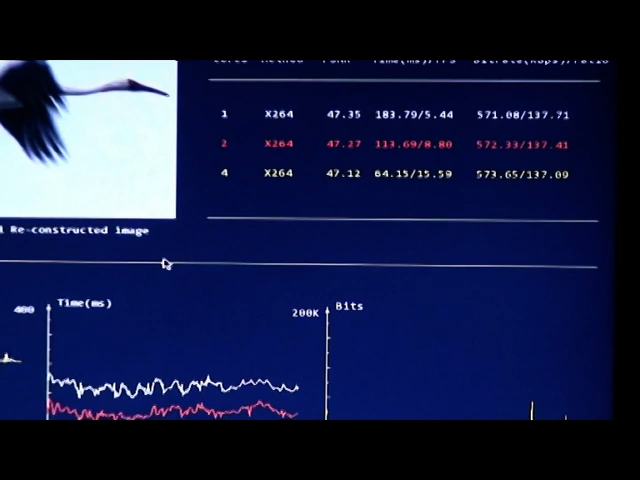 1 X264 47.35 183.79/5.44 571.08/137.71
2 X264 47.27 113.69/8.80 572.33/137.41
4 X264 47.12 64.15/15.59 573.65/137.09
Re-constructed image
400 Time(ms)
200K Bits